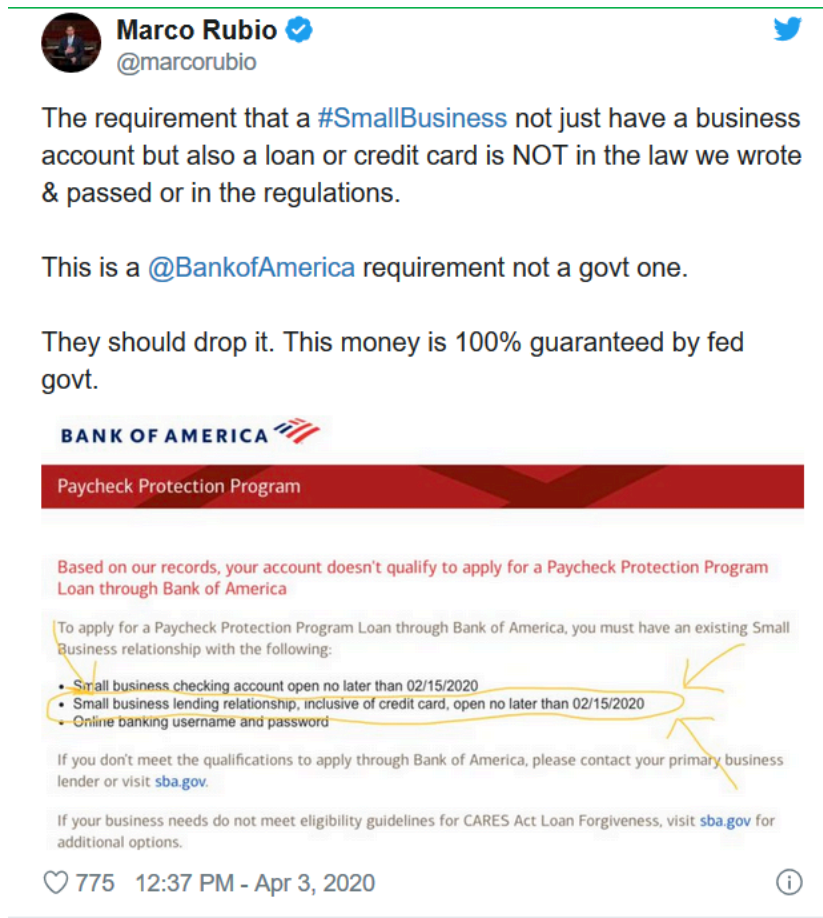 Marco Rubio
@marcorubio
The requirement that a #SmallBusiness not just have a business
account but also a loan or credit card is NOT in the law we wrote
& passed or in the regulations.
This is a @BankofAmerica requirement not a govt one.
They should drop it. This money is 100% guaranteed by fed
govt.
BANK OF AMERICA
Paycheck Protection Program
Based on our records, your account doesn't qualify to apply for a Paycheck Protection Program
Loan through Bank of America
To apply for a Paycheck Protection Program Loan through Bank of America, you must have an existing Small
Business relationship with the following:
• Small business checking account open no later than 02/15/2020
• Small business lending relationship, inclusive of credit card, open no later than 02/15/2020
• Online banking username and password
If you don't meet the qualifications to apply through Bank of America, please contact your primary business
lender or visit sba.gov.
If your business needs do not meet eligibility guidelines for CARES Act Loan Forgiveness, visit sba.gov for
additional options.
775 12:37 PM - Apr 3, 2020